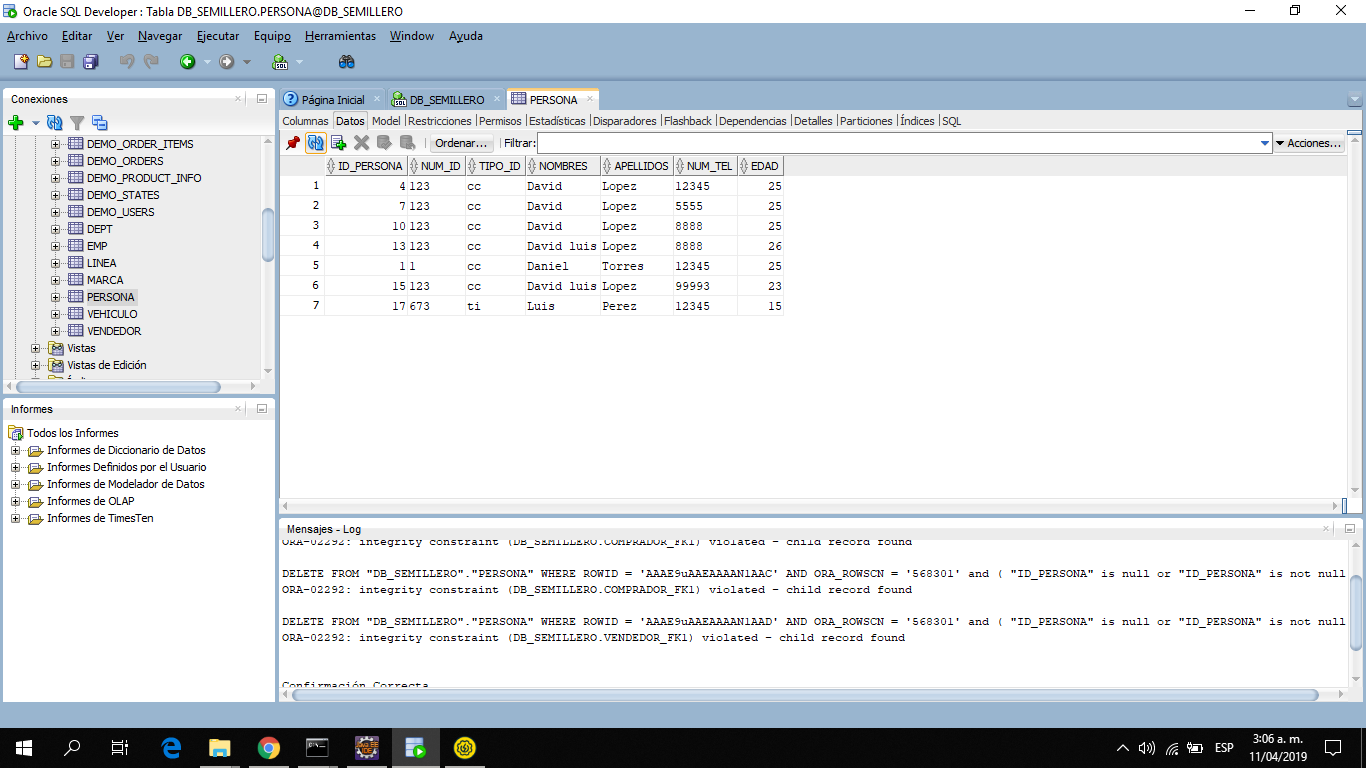 Oracle SQL Developer : Tabla DB_SEMILLERO.PERSONA@DB_SEMILLERO
Archivo Editar Ver Navegar Ejecutar Equipo Herramientas Window Ayuda
Conexiones
DEMO_ORDER_ITEMS
DEMO_ORDERS
DEMO_PRODUCT_INFO
DEMO_STATES
DEMO_USERS
DEPT
EMP
LINEA
MARCA
PERSONA
VEHICULO
VENDEDOR
Vistas
Vistas de Edición
Informes
Todos los Informes
Informes de Diccionario de Datos
Informes Definidos por el Usuario
Informes de Modelador de Datos
Informes de OLAP
Informes de TimesTen
Página Inicial DB_SEMILLERO PERSONA
Columnas Datos Model Restricciones Permisos Estadísticas Disparadores Flashback Dependencias Detalles Particiones Índices SQL
Ordenar... Filtrar: Acciones...
ID_PERSONA NUM_ID TIPO_ID NOMBRES APELLIDOS NUM_TEL EDAD
1 4 123 cc David Lopez 12345 25
2 7 123 cc David Lopez 5555 25
3 10 123 cc David Lopez 8888 25
4 13 123 cc David luis Lopez 8888 26
5 1 1 cc Daniel Torres 12345 25
6 15 123 cc David luis Lopez 99993 23
7 17 673 ti Luis Perez 12345 15
Mensajes - Log
ORA-02292: integrity constraint (DB_SEMILLERO.COMPRADOR_FK1) violated - child record found
DELETE FROM "DB_SEMILLERO"."PERSONA" WHERE ROWID = 'AAAE9uAAEAAAAN1AAC' AND ORA_ROWSCN = '568301' and ( "ID_PERSONA" is null or "ID_PERSONA" is not null
ORA-02292: integrity constraint (DB_SEMILLERO.COMPRADOR_FK1) violated - child record found
DELETE FROM "DB_SEMILLERO"."PERSONA" WHERE ROWID = 'AAAE9uAAEAAAAN1AAD' AND ORA_ROWSCN = '568301' and ( "ID_PERSONA" is null or "ID_PERSONA" is not null
ORA-02292: integrity constraint (DB_SEMILLERO.VENDEDOR_FK1) violated - child record found
Confirmación Correcta
ESP
3:06 a. m.
11/04/2019